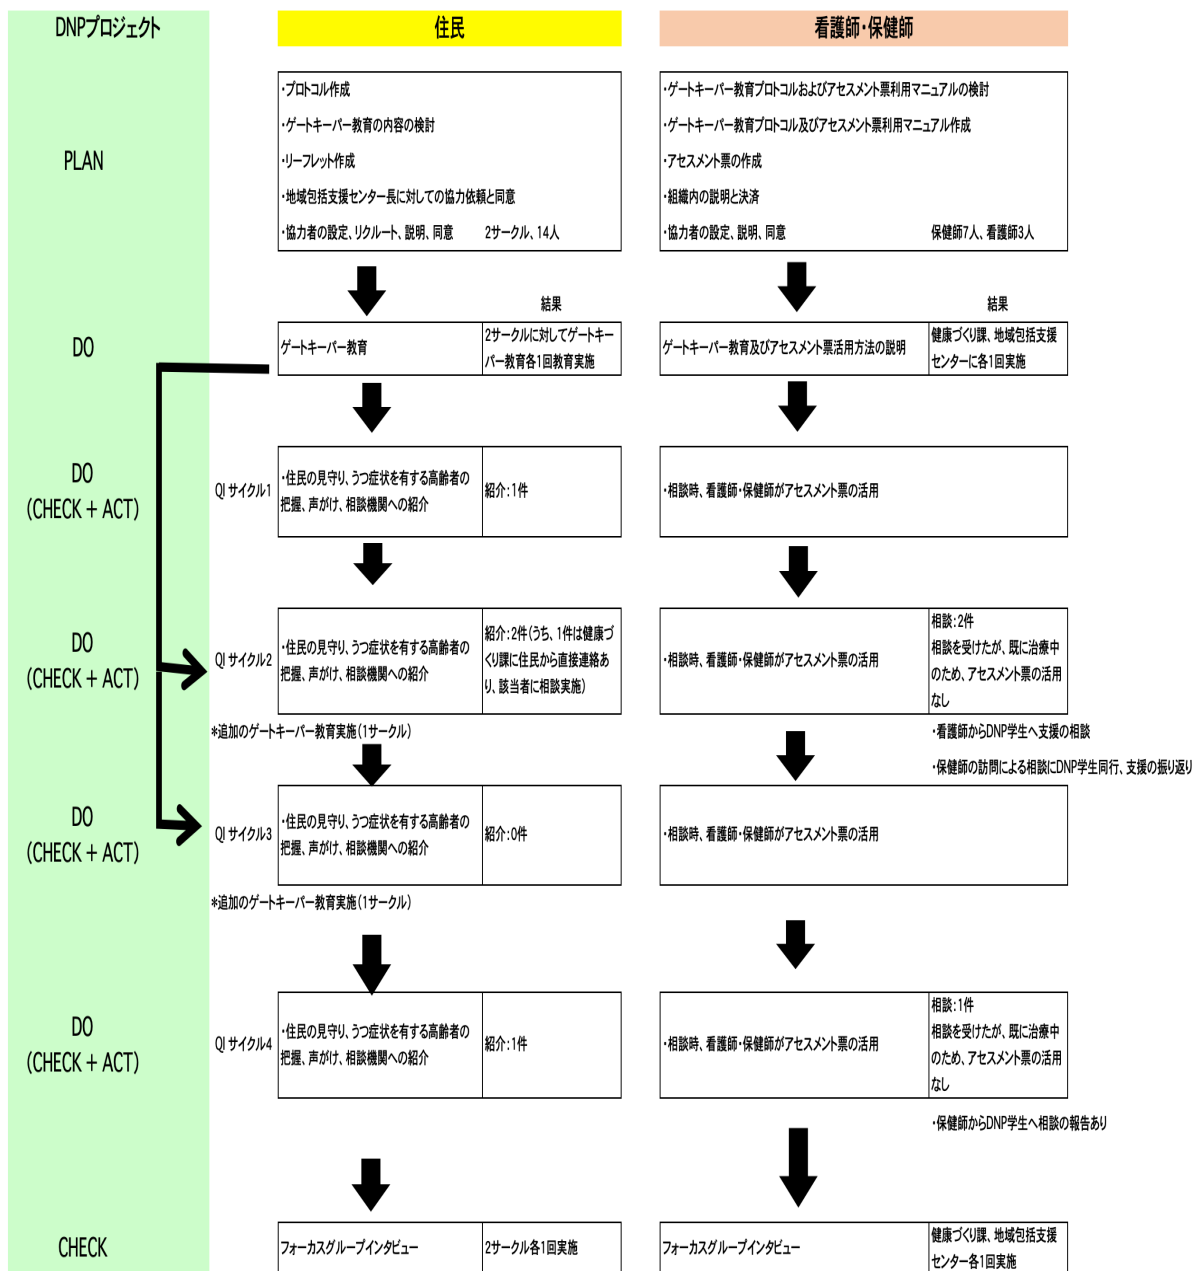 DNPプロジェクト
住民
看護師・保健師
PLAN
・プロトコル作成
・ゲートキーパー教育の内容の検討
・リーフレット作成
・地域包括支援センター長に対しての協力依頼と同意
・協力者の設定、リクルート、説明、同意　　2サークル、14人
・ゲートキーパー教育プロトコルおよびアセスメント票利用マニュアルの検討
・ゲートキーパー教育プロトコル及びアセスメント票利用マニュアル作成
・アセスメント票の作成
・組織内の説明と決済
・協力者の設定、説明、同意　　保健師7人、看護師3人
結果
結果
DO
ゲートキーパー教育
2サークルに対してゲートキー
パー教育各1回教育実施
ゲートキーパー教育及びアセスメント票活用方法の説明
健康づくり課、地域包括支援
センターに各1回実施
DO
(CHECK + ACT)
QI サイクル1
・住民の見守り、うつ症状を有する高齢者の
把握、声がけ、相談機関への紹介
紹介:1件
・相談時、看護師・保健師がアセスメント票の活用
DO
(CHECK + ACT)
QI サイクル2
・住民の見守り、うつ症状を有する高齢者の
把握、声がけ、相談機関への紹介
紹介:2件(うち、1件は健康づ
くり課に住民から直接連絡あ
り、該当者に相談実施)
・相談時、看護師・保健師がアセスメント票の活用
相談:2件
相談を受けたが、既に治療中
のため、アセスメント票の活用
なし
*追加のゲートキーパー教育実施(1サークル)
・看護師からDNP学生へ支援の相談
・保健師の訪問による相談にDNP学生同行、支援の振り返り
DO
(CHECK + ACT)
QI サイクル3
・住民の見守り、うつ症状を有する高齢者の
把握、声がけ、相談機関への紹介
紹介:0件
・相談時、看護師・保健師がアセスメント票の活用
*追加のゲートキーパー教育実施(1サークル)
DO
(CHECK + ACT)
QI サイクル4
・住民の見守り、うつ症状を有する高齢者の
把握、声がけ、相談機関への紹介
紹介:1件
・相談時、看護師・保健師がアセスメント票の活用
相談:1件
相談を受けたが、既に治療中
のため、アセスメント票の活用
なし
・保健師からDNP学生へ相談の報告あり
CHECK
フォーカスグループインタビュー
2サークル各1回実施
フォーカスグループインタビュー
健康づくり課、地域包括支援
センター各1回実施